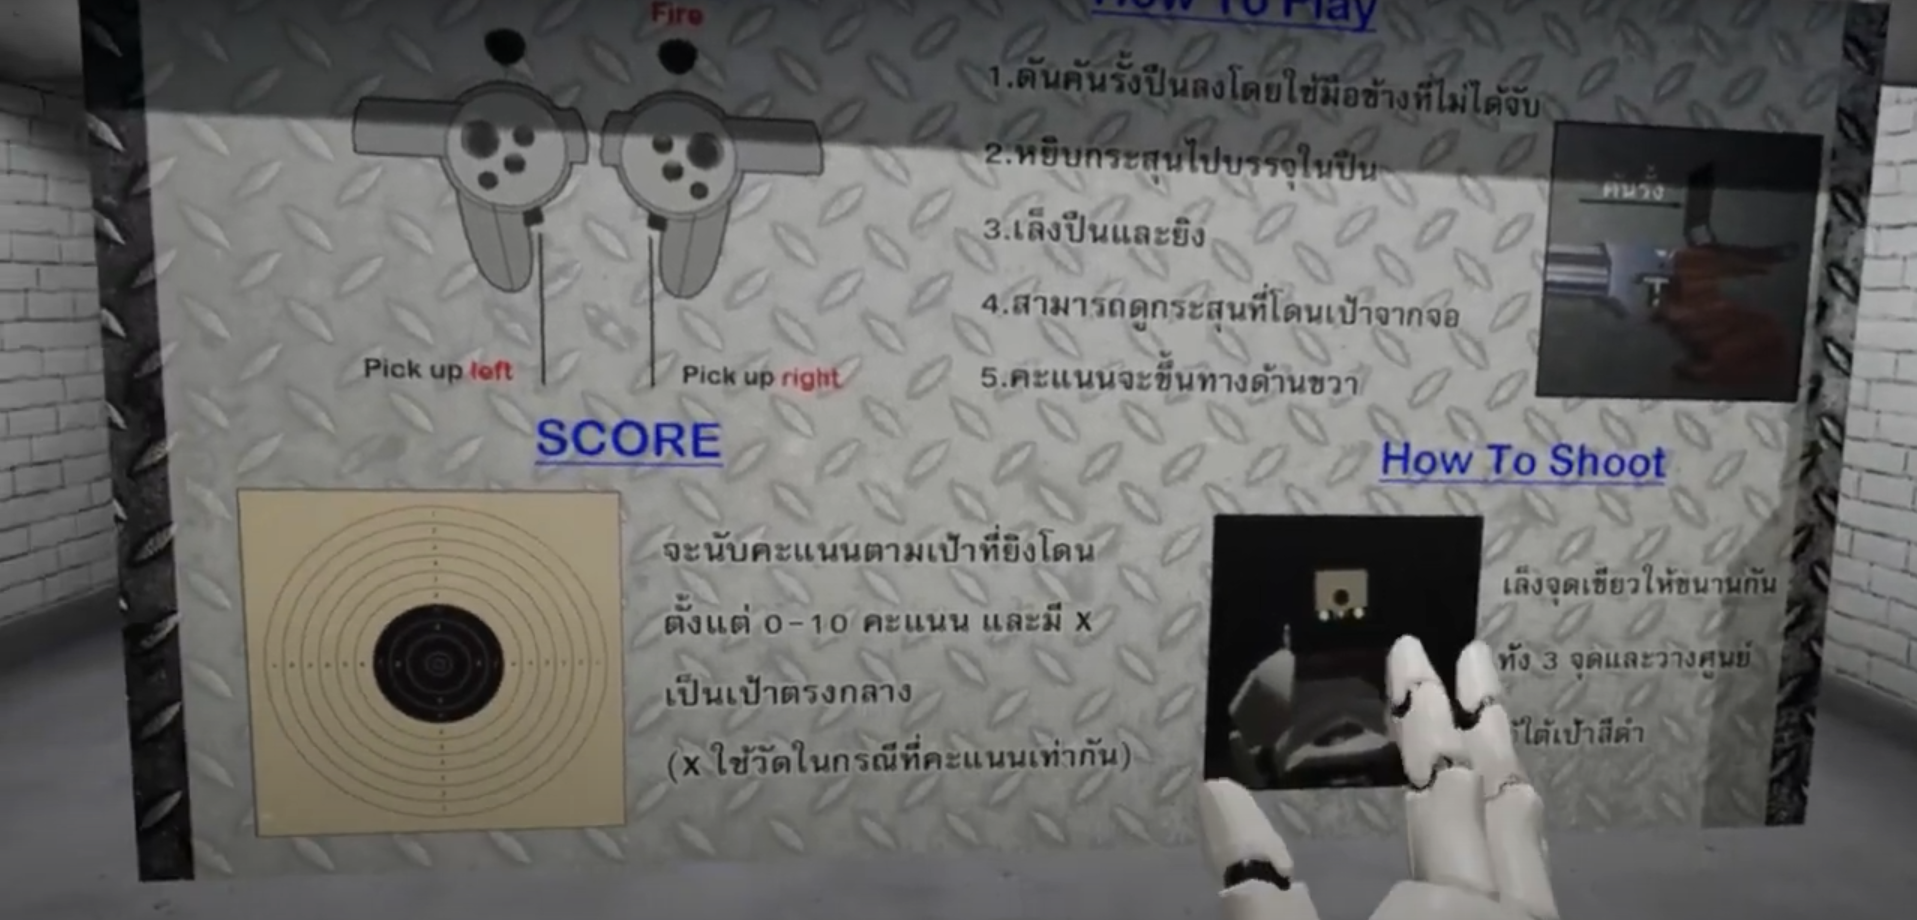 Fire
Pick up left
Pick up right
How To Play
1.ดันคันรั้งปืนลงโดยใช้มือข้างที่ไม่ได้จับ
2.หยิบกระสุนไปบรรจุในปืน
3.เล็งปืนและยิง
4.สามารถดูกระสุนที่โดนเป้าจากจอ
5.คะแนนจะขึ้นทางด้านขวา
คันรั้ง
SCORE
จะนับคะแนนตามเป้าที่ยิงโดน
ตั้งแต่ 0-10 คะแนน และมี x
เป็นเป้าตรงกลาง
(x ใช้วัดในกรณีที่คะแนนเท่ากัน)
How To Shoot
เล็งจุดเขียวให้ขนานกัน
ทั้ง 3 จุดและวางศูนย์
ใต้เป้าสีดำ